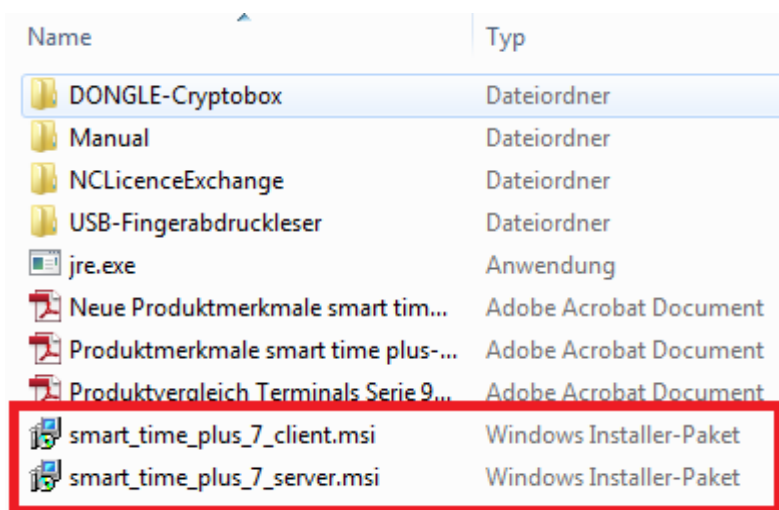 Name Typ
DONGLE-Cryptobox Dateiordner
Manual Dateiordner
NCLicenceExchange Dateiordner
USB-Fingerabdruckleser Dateiordner
jre.exe Anwendung
Neue Produktmerkmale smart tim... Adobe Acrobat Document
Produktmerkmale smart time plus-... Adobe Acrobat Document
Produktvergleich Terminals Serie 9... Adobe Acrobat Document
smart_time_plus_7_client.msi Windows Installer-Paket
smart_time_plus_7_server.msi Windows Installer-Paket